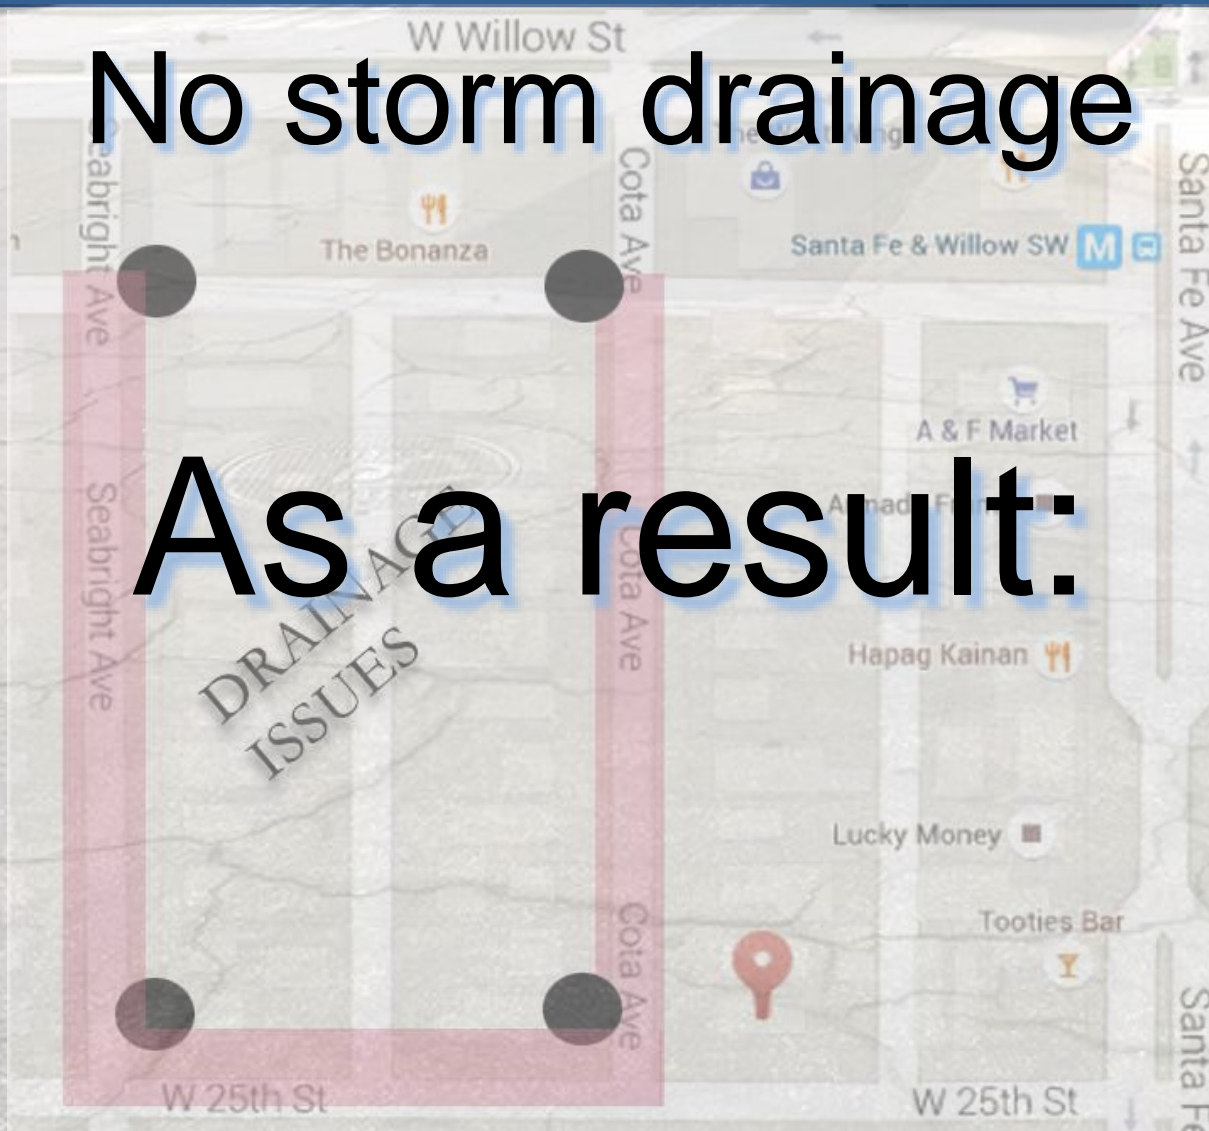 W Willow St
No storm drainage
Seabright Ave
Cota Ave
Santa Fe Ave
The Bonanza
Santa Fe & Willow SW M
A & F Market
As a result:
Seabright Ave
Cota Ave
DRAINAGE
ISSUES
Hapag Kainan
Lucky Money
Tooties Bar
Cota Ave
Santa Fe
W 25th St
W 25th St